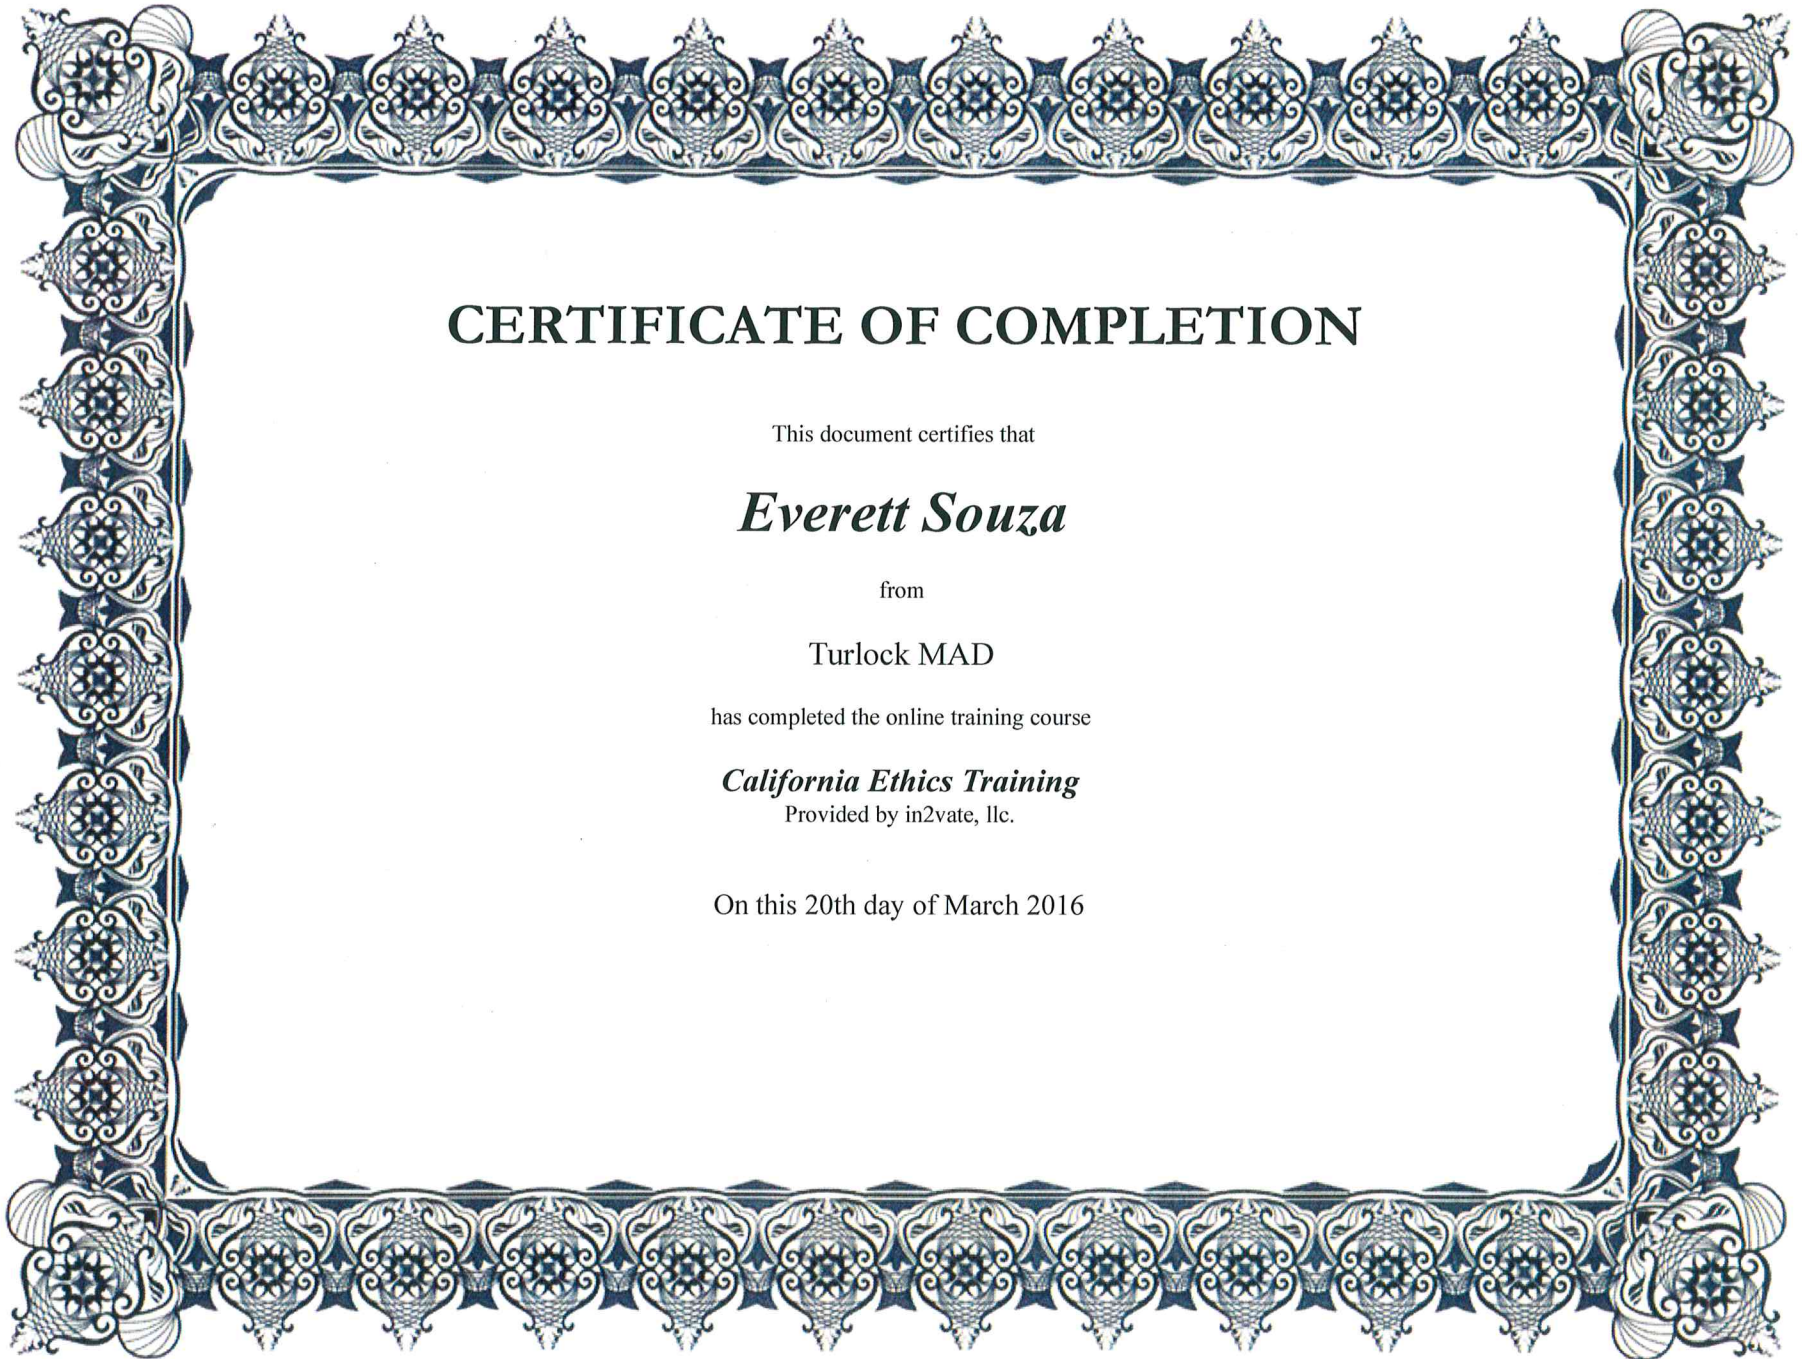 CERTIFICATE OF COMPLETION
This document certifies that
Everett Souza
from
Turlock MAD
has completed the online training course
California Ethics Training
Provided by in2vate, llc.
On this 20th day of March 2016